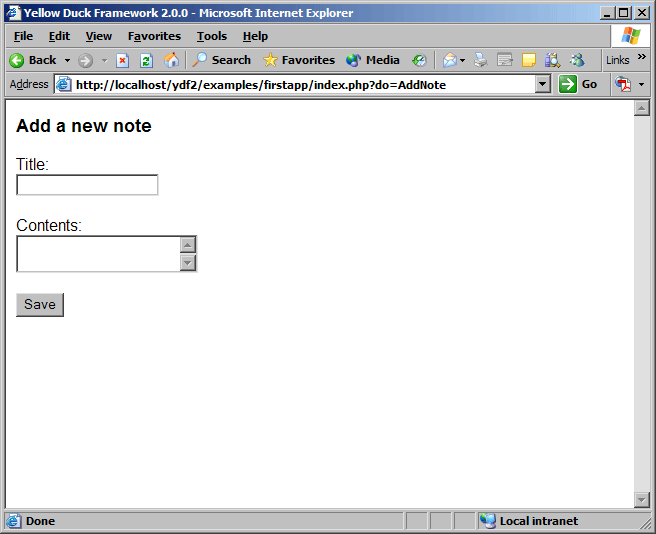 Yellow Duck Framework 2.0.0 - Microsoft Internet Explorer
File Edit View Favorites Tools Help
Back Search Favorites Media Links »
Address http://localhost/ydf2/examples/firstapp/index.php?do=AddNote Go
Add a new note
Title:
Contents:
Save
Done Local intranet